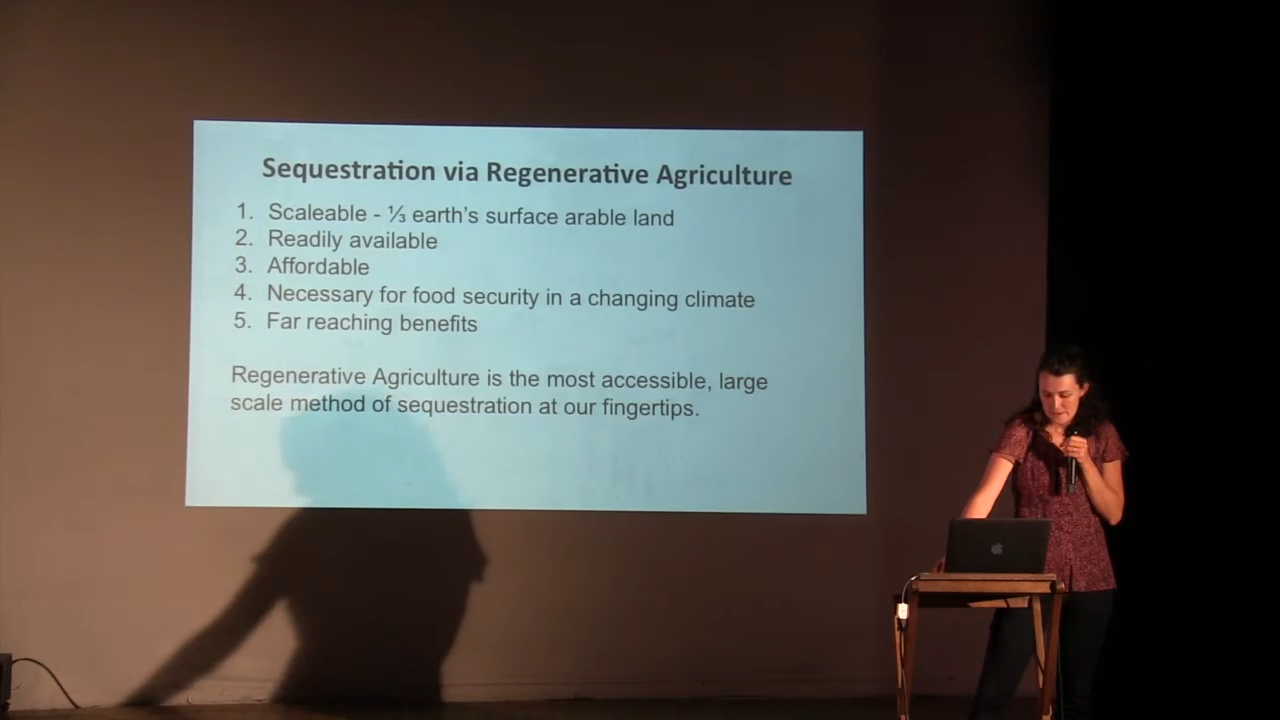 Sequestration via Regenerative Agriculture
1. Scaleable - ⅓ earth's surface arable land
2. Readily available
3. Affordable
4. Necessary for food security in a changing climate
5. Far reaching benefits
Regenerative Agriculture is the most accessible, large
scale method of sequestration at our fingertips.